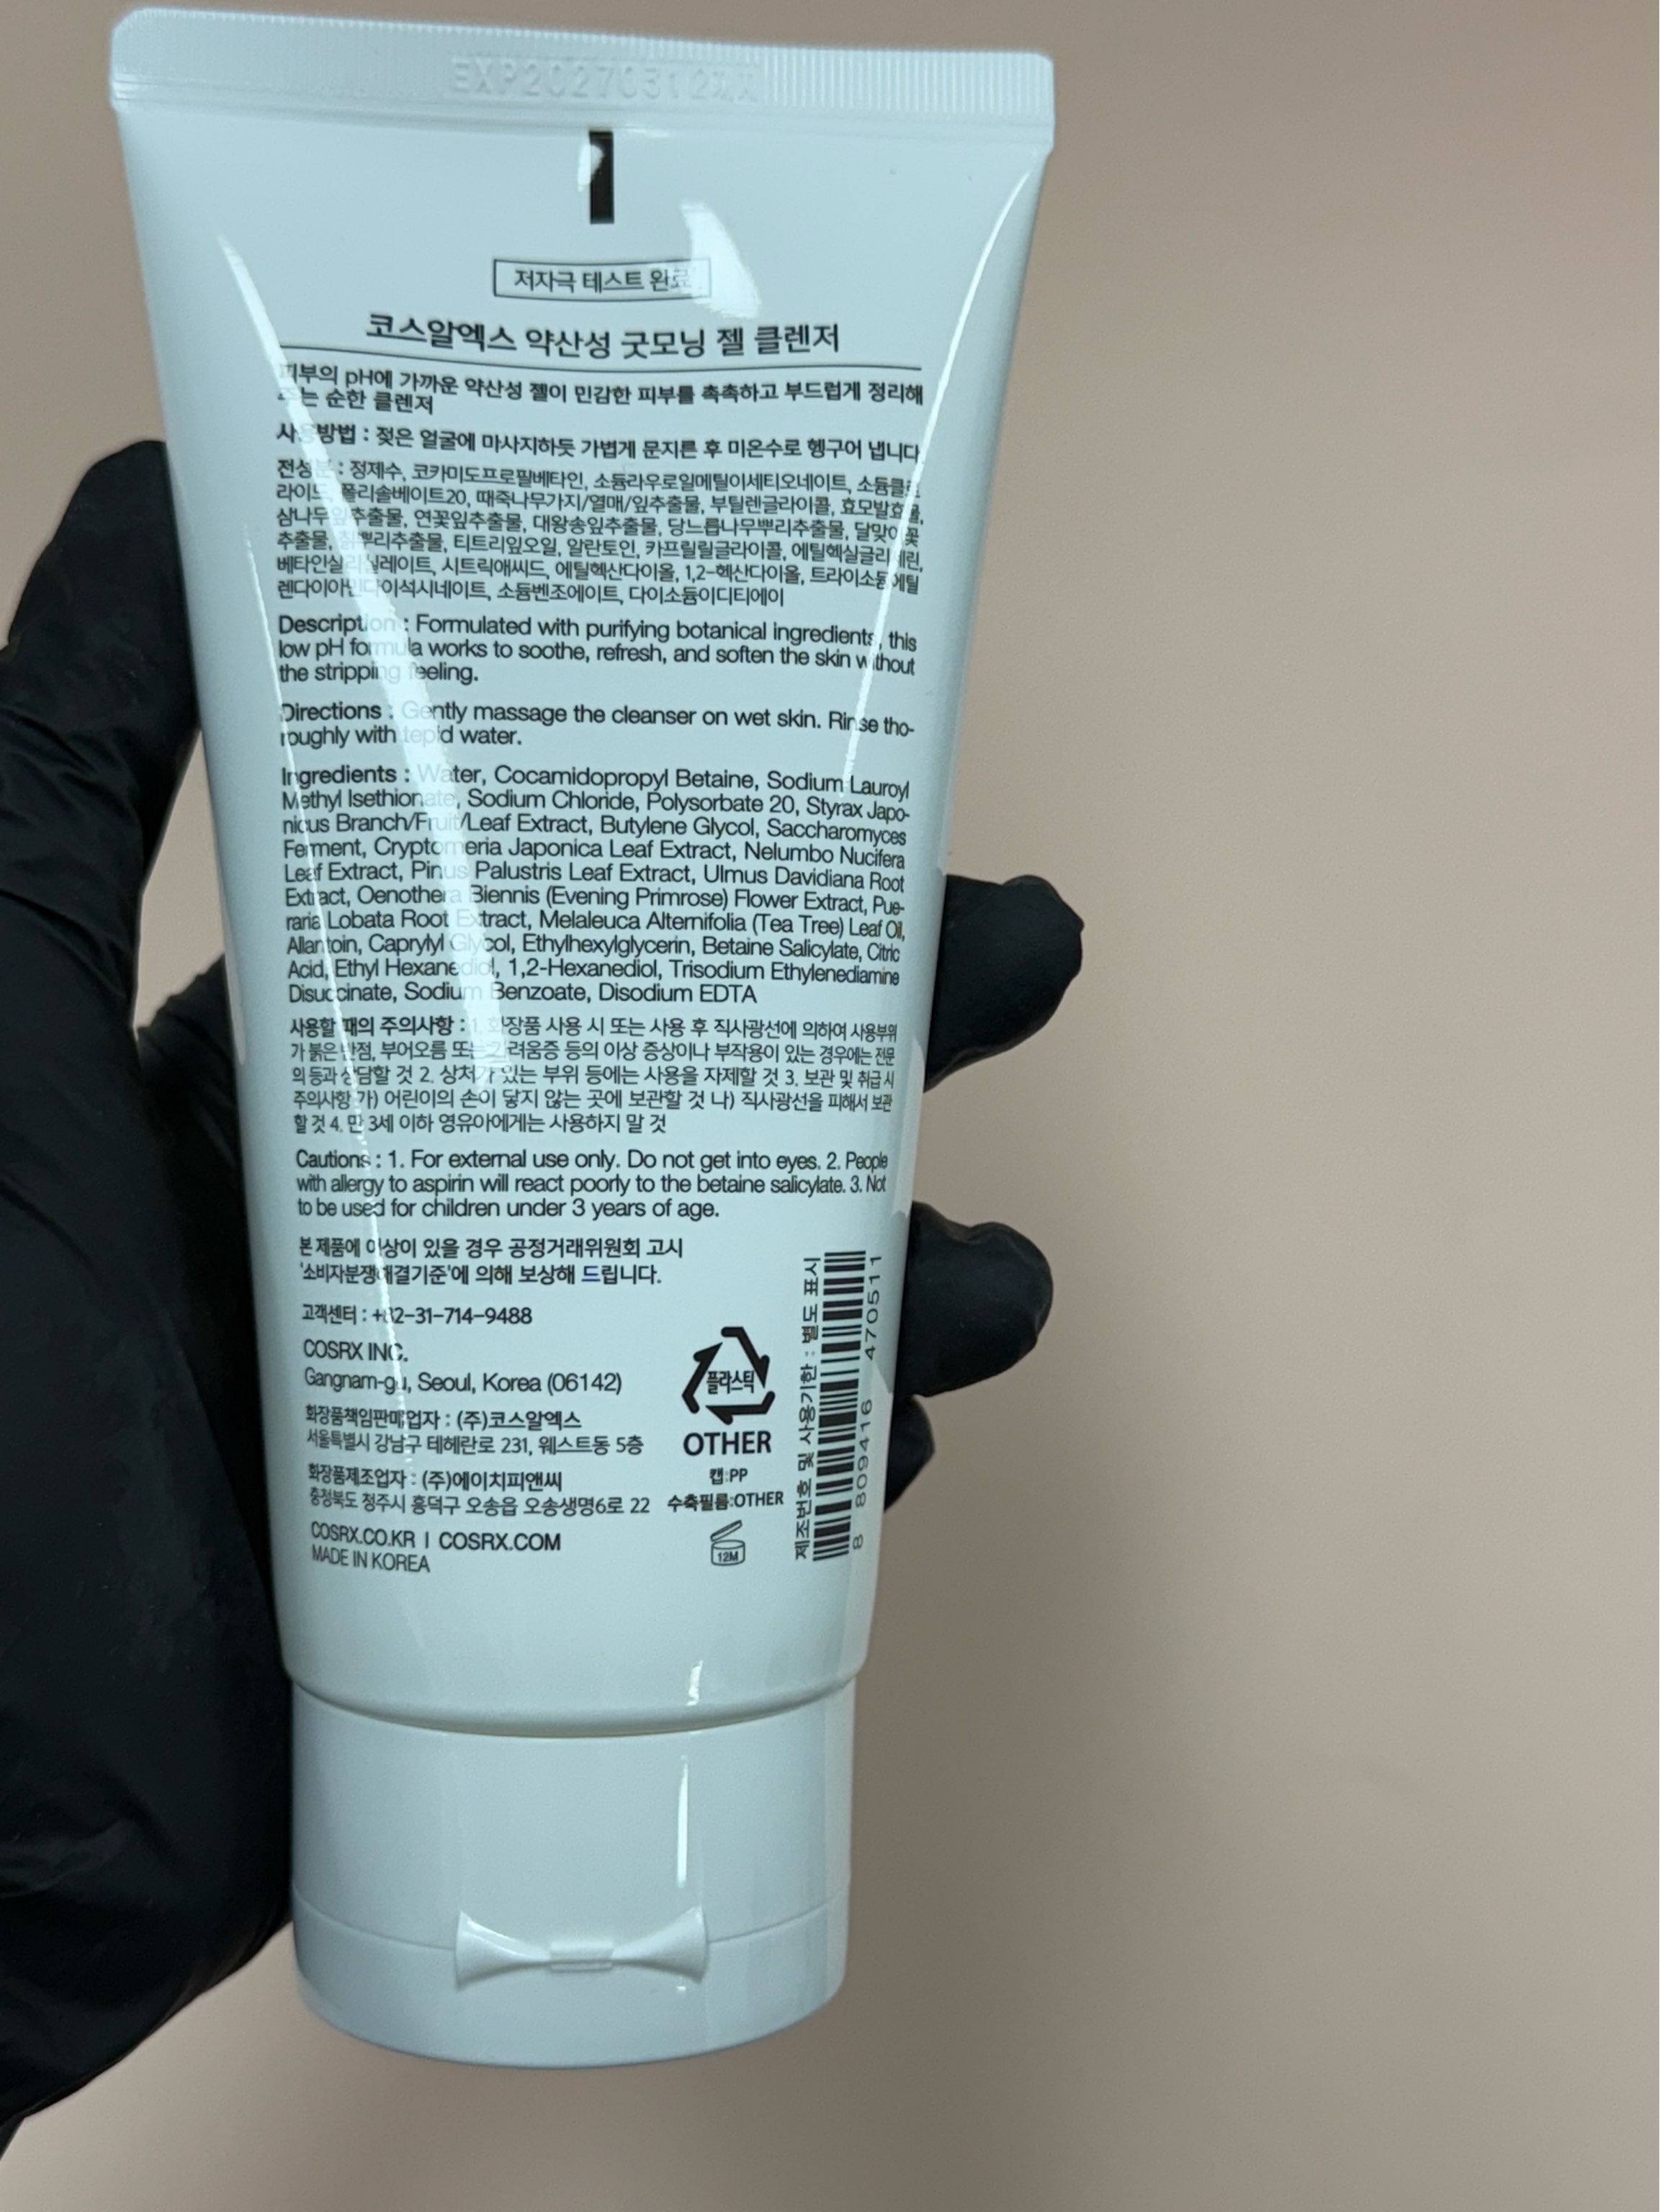 EXP20270312까지
저자극 테스트 완료
코스알엑스 약산성 굿모닝 젤 클렌저
피부의 pH에 가까운 약산성 젤이 민감한 피부를 촉촉하고 부드럽게 정리해
주는 순한 클렌저
사용방법 : 젖은 얼굴에 마사지하듯 가볍게 문지른 후 미온수로 헹구어 냅니다
전성분 : 정제수, 코카미도프로필베타인, 소듐라우로일메틸이세티오네이트, 소듐클로
라이드, 폴리솔베이트20, 때죽나무가지/열매/잎추출물, 부틸렌글라이콜, 효모발효물,
삼나무잎추출물, 연꽃잎추출물, 대왕송잎추출물, 당느릅나무뿌리추출물, 달맞이꽃
추출물, 칡뿌리추출물, 티트리잎오일, 알란토인, 카프릴릴글라이콜, 에틸헥실글리세린,
베타인살리실레이트, 시트릭애씨드, 에틸헥산다이올, 1,2-헥산다이올, 트라이소듐에틸
렌다이아민다이석시네이트, 소듐벤조에이트, 다이소듐이디티에이
Description : Formulated with purifying botanical ingredients, this
low pH formula works to soothe, refresh, and soften the skin without
the stripping feeling.
Directions : Gently massage the cleanser on wet skin. Rinse tho-
roughly with tepid water.
Ingredients : Water, Cocamidopropyl Betaine, Sodium Lauroyl
Methyl Isethionate, Sodium Chloride, Polysorbate 20, Styrax Japo-
nicus Branch/Fruit/Leaf Extract, Butylene Glycol, Saccharomyces
Ferment, Cryptomeria Japonica Leaf Extract, Nelumbo Nucifera
Leaf Extract, Pinus Palustris Leaf Extract, Ulmus Davidiana Root
Extract, Oenothera Biennis (Evening Primrose) Flower Extract, Pue-
raria Lobata Root Extract, Melaleuca Alternifolia (Tea Tree) Leaf Oil,
Allantoin, Caprylyl Glycol, Ethylhexylglycerin, Betaine Salicylate, Citric
Acid, Ethyl Hexanediol, 1,2-Hexanediol, Trisodium Ethylenediamine
Disuccinate, Sodium Benzoate, Disodium EDTA
사용할 때의 주의사항 : 1. 화장품 사용 시 또는 사용 후 직사광선에 의하여 사용부위
가 붉은 반점, 부어오름 또는 가려움증 등의 이상 증상이나 부작용이 있는 경우에는 전문
의 등과 상담할 것 2. 상처가 있는 부위 등에는 사용을 자제할 것 3. 보관 및 취급 시
주의사항 가) 어린이의 손이 닿지 않는 곳에 보관할 것 나) 직사광선을 피해서 보관
할 것 4. 만 3세 이하 영유아에게는 사용하지 말 것
Cautions : 1. For external use only. Do not get into eyes. 2. People
with allergy to aspirin will react poorly to the betaine salicylate. 3. Not
to be used for children under 3 years of age.
본 제품에 이상이 있을 경우 공정거래위원회 고시
'소비자분쟁해결기준'에 의해 보상해 드립니다.
고객센터 : +82-31-714-9488
COSRX INC.
Gangnam-gu, Seoul, Korea (06142)
화장품책임판매업자 : (주)코스알엑스
서울특별시 강남구 테헤란로 231, 웨스트동 5층
화장품제조업자 : (주)에이치피앤씨
충청북도 청주시 흥덕구 오송읍 오송생명6로 22
COSRX.CO.KR | COSRX.COM
MADE IN KOREA
플라스틱
OTHER
캡:PP
수축필름:OTHER
12M
제조번호 및 사용기한 : 별도 표시
8 809416 470511